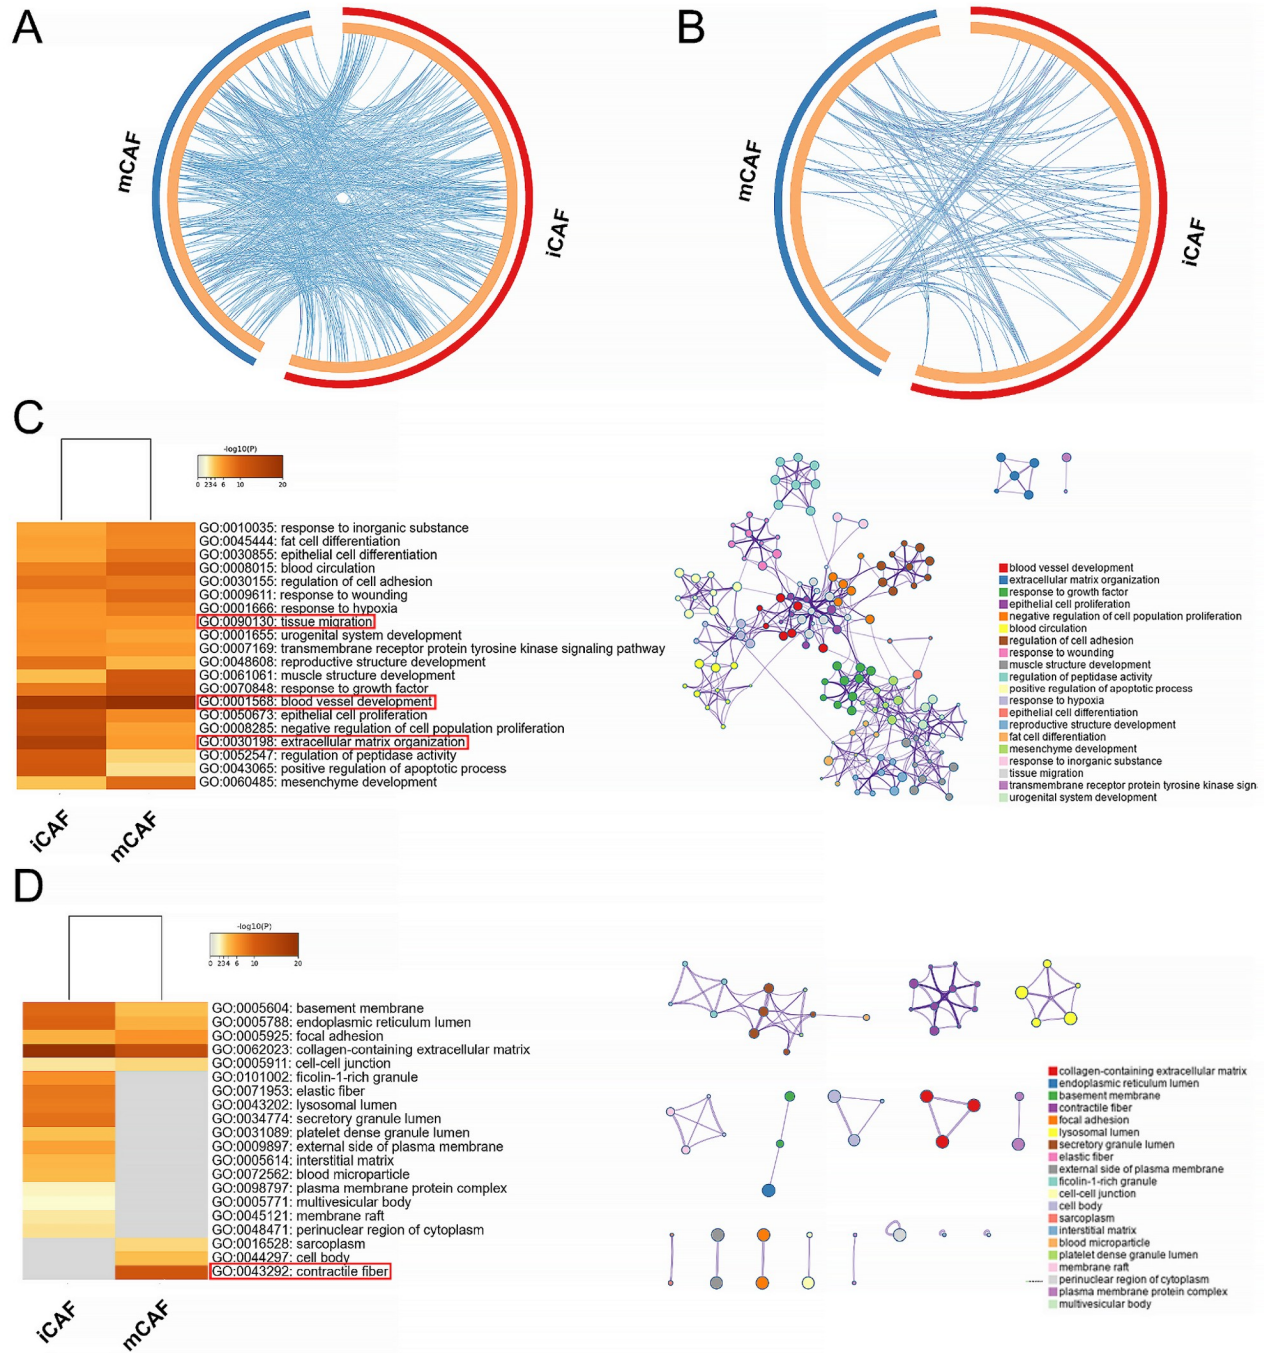 A
B
mCAF
iCAF
mCAF
iCAF
C
-log10(P)
0 2 3 4 6 10 20
GO:0010035: response to inorganic substance
GO:0045444: fat cell differentiation
GO:0030855: epithelial cell differentiation
GO:0008015: blood circulation
GO:0030155: regulation of cell adhesion
GO:0009611: response to wounding
GO:0001666: response to hypoxia
GO:0090130: tissue migration
GO:0001655: urogenital system development
GO:0007169: transmembrane receptor protein tyrosine kinase signaling pathway
GO:0048608: reproductive structure development
GO:0061061: muscle structure development
GO:0070848: response to growth factor
GO:0001568: blood vessel development
GO:0050673: epithelial cell proliferation
GO:0008285: negative regulation of cell population proliferation
GO:0030198: extracellular matrix organization
GO:0052547: regulation of peptidase activity
GO:0043065: positive regulation of apoptotic process
GO:0060485: mesenchyme development
iCAF
mCAF
blood vessel development
extracellular matrix organization
response to growth factor
epithelial cell proliferation
negative regulation of cell population proliferation
blood circulation
regulation of cell adhesion
response to wounding
muscle structure development
regulation of peptidase activity
positive regulation of apoptotic process
response to hypoxia
epithelial cell differentiation
reproductive structure development
fat cell differentiation
mesenchyme development
response to inorganic substance
tissue migration
transmembrane receptor protein tyrosine kinase sign
urogenital system development
D
-log10(P)
0 2 3 4 6 10 20
GO:0005604: basement membrane
GO:0005788: endoplasmic reticulum lumen
GO:0005925: focal adhesion
GO:0062023: collagen-containing extracellular matrix
GO:0005911: cell-cell junction
GO:0101002: ficolin-1-rich granule
GO:0071953: elastic fiber
GO:0043202: lysosomal lumen
GO:0034774: secretory granule lumen
GO:0031089: platelet dense granule lumen
GO:0009897: external side of plasma membrane
GO:0005614: interstitial matrix
GO:0072562: blood microparticle
GO:0098797: plasma membrane protein complex
GO:0005771: multivesicular body
GO:0045121: membrane raft
GO:0048471: perinuclear region of cytoplasm
GO:0016528: sarcoplasm
GO:0044297: cell body
GO:0043292: contractile fiber
iCAF
mCAF
collagen-containing extracellular matrix
endoplasmic reticulum lumen
basement membrane
contractile fiber
focal adhesion
lysosomal lumen
secretory granule lumen
elastic fiber
external side of plasma membrane
ficolin-1-rich granule
cell-cell junction
cell body
sarcoplasm
interstitial matrix
blood microparticle
platelet dense granule lumen
membrane raft
perinuclear region of cytoplasm
plasma membrane protein complex
multivesicular body